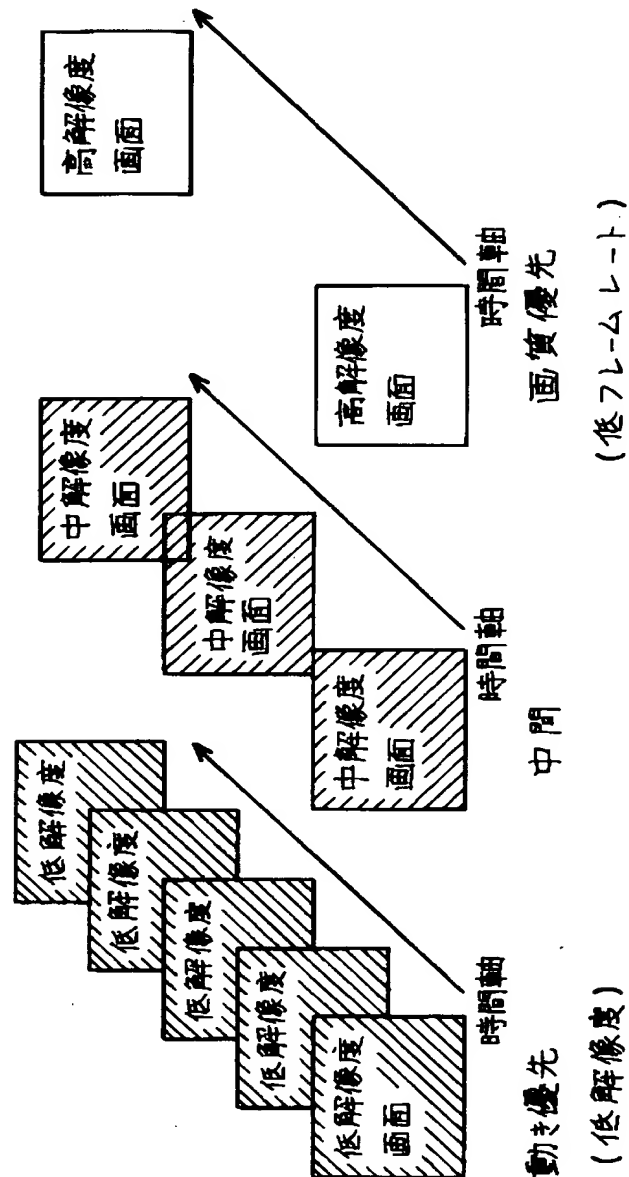 低解像度
低解像度
低解像度
低解像度
低解像度
画面
時間軸
動き優先
(低解像度)
中解像度
画面
中解像度
画面
中解像度
画面
時間軸
中間
高解像度
画面
高解像度
画面
時間軸
画質優先
(低フレームレート)